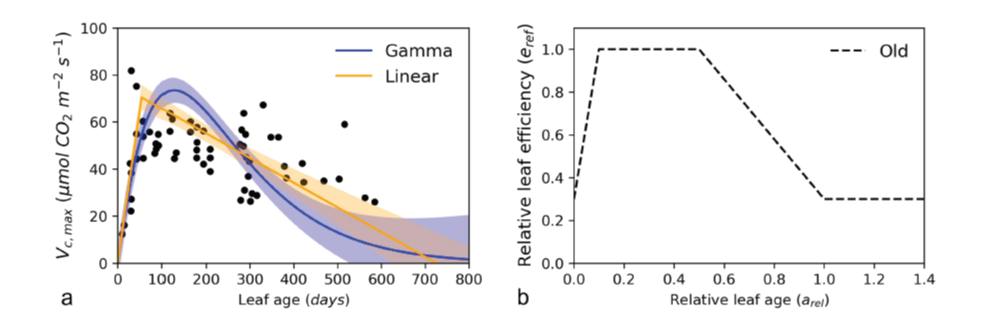 100
80
60
40
20
0
V_c,max (μmol CO₂ m⁻² s⁻¹)
Gamma
Linear
0 100 200 300 400 500 600 700 800
Leaf age (days)
a
1.0
0.8
0.6
0.4
0.2
0.0
Relative leaf efficiency (e_ref)
Old
0.0 0.2 0.4 0.6 0.8 1.0 1.2 1.4
Relative leaf age (a_rel)
b